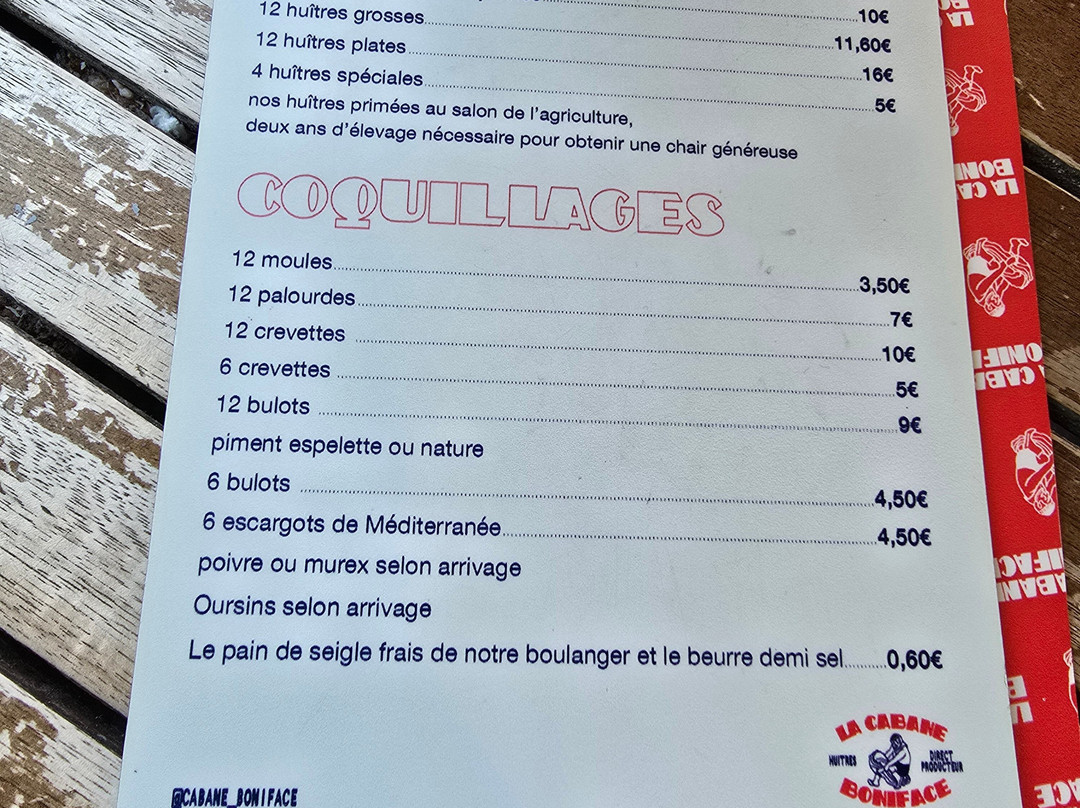 10€
12 huîtres grosses 11,60€
12 huîtres plates 16€
4 huîtres spéciales 5€
nos huîtres primées au salon de l'agriculture,
deux ans d'élevage nécessaire pour obtenir une chair généreuse
COQUILLAGES
12 moules 3,50€
12 palourdes 7€
12 crevettes 10€
6 crevettes 5€
12 bulots 9€
piment espelette ou nature
6 bulots 4,50€
6 escargots de Méditerranée 4,50€
poivre ou murex selon arrivage
Oursins selon arrivage
Le pain de seigle frais de notre boulanger et le beurre demi sel 0,60€
@CABANE_BONIFACE
LA CABANE
HUITRES DIRECT PRODUCTEUR
BONIFACE